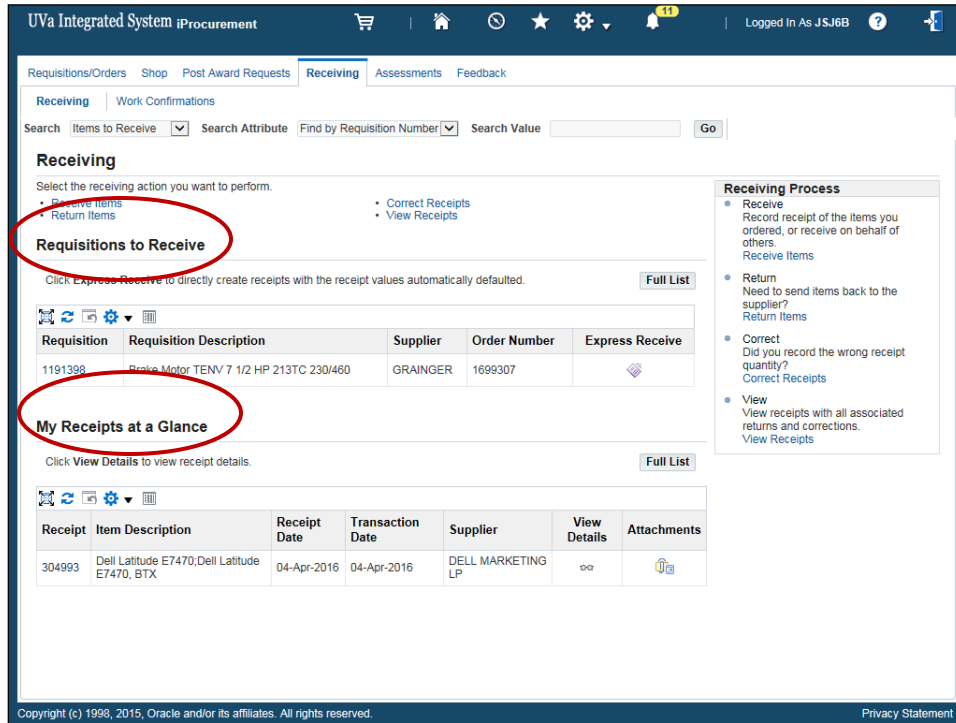 UVa Integrated System iProcurement
11
Logged In As JSJ6B
?
Requisitions/Orders Shop Post Award Requests Receiving Assessments Feedback
Receiving Work Confirmations
Search Items to Receive Search Attribute Find by Requisition Number Search Value Go
Receiving
Select the receiving action you want to perform.
• Receive Items • Correct Receipts
• Return Items • View Receipts
Requisitions to Receive
Click Express Receive to directly create receipts with the receipt values automatically defaulted. Full List
Requisition Requisition Description Supplier Order Number Express Receive
1191398 Brake Motor TENV 7 1/2 HP 213TC 230/460 GRAINGER 1699307
My Receipts at a Glance
Click View Details to view receipt details. Full List
Receipt Item Description Receipt Date Transaction Date Supplier View Details Attachments
304993 Dell Latitude E7470;Dell Latitude E7470, BTX 04-Apr-2016 04-Apr-2016 DELL MARKETING LP
Receiving Process
Receive
Record receipt of the items you
ordered, or receive on behalf of
others.
Receive Items
Return
Need to send items back to the
supplier?
Return Items
Correct
Did you record the wrong receipt
quantity?
Correct Receipts
View
View receipts with all associated
returns and corrections.
View Receipts
Copyright (c) 1998, 2015, Oracle and/or its affiliates. All rights reserved. Privacy Statement